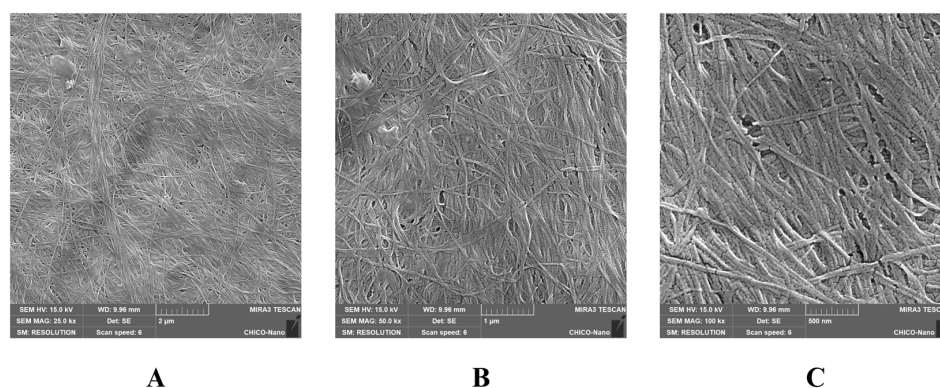 SEM HV: 15.0 kV WD: 9.96 mm MIRA3 TESCAN
SEM MAG: 25.0 kx Det: SE 2 µm
SM: RESOLUTION Scan speed: 6 CHICO-Nano
A
SEM HV: 15.0 kV WD: 9.96 mm MIRA3 TESCAN
SEM MAG: 50.0 kx Det: SE 1 µm
SM: RESOLUTION Scan speed: 6 CHICO-Nano
B
SEM HV: 15.0 kV WD: 9.96 mm MIRA3 TESCAN
SEM MAG: 100 kx Det: SE 500 nm
SM: RESOLUTION Scan speed: 6 CHICO-Nano
C